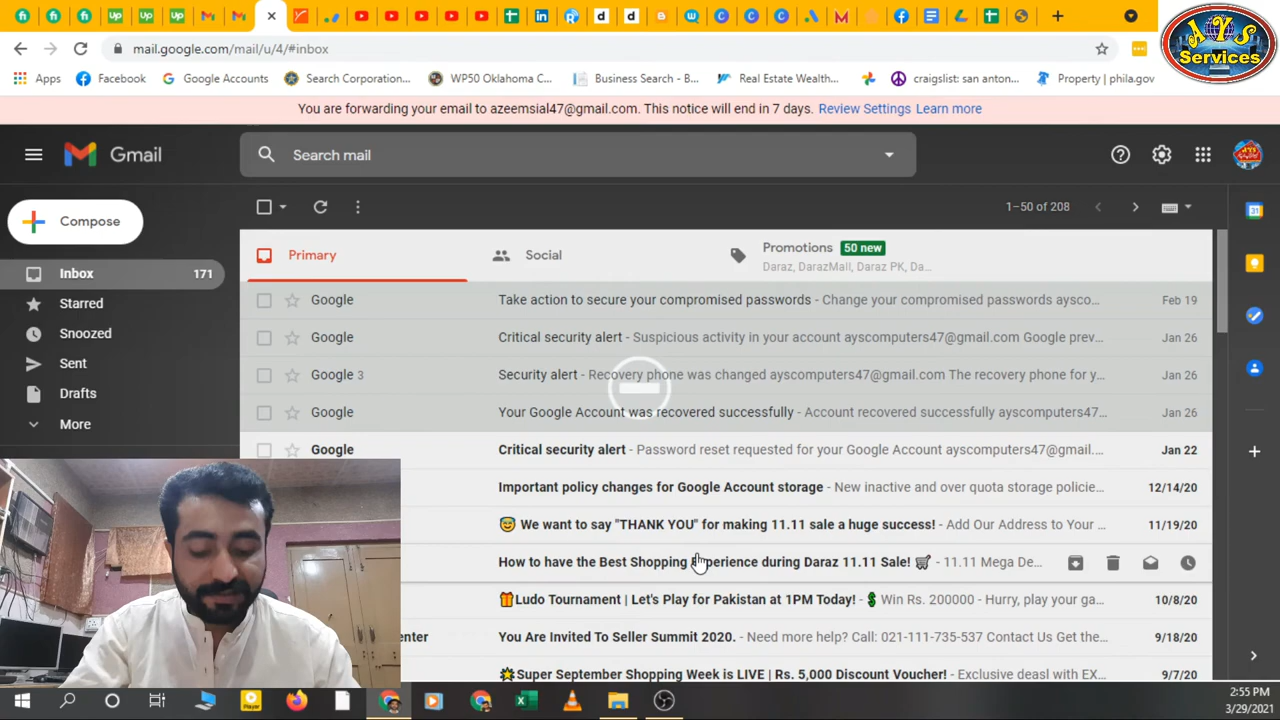 mail.google.com/mail/u/4/#inbox
AYS
Services
Apps
Facebook
Google Accounts
Search Corporation...
WP50 Oklahoma C...
Business Search - B...
Real Estate Wealth...
craigslist: san anton...
Property | phila.gov
You are forwarding your email to azeemsial47@gmail.com. This notice will end in 7 days. Review Settings Learn more
Gmail
Search mail
Compose
1–50 of 208
Inbox 171
Starred
Snoozed
Sent
Drafts
More
Primary
Social
Promotions 50 new
Daraz, DarazMall, Daraz PK, Da...
Google Take action to secure your compromised passwords - Change your compromised passwords aysco... Feb 19
Google Critical security alert - Suspicious activity in your account ayscomputers47@gmail.com Google prev... Jan 26
Google 3 Security alert - Recovery phone was changed ayscomputers47@gmail.com The recovery phone for y... Jan 26
Google Your Google Account was recovered successfully - Account recovered successfully ayscomputers47... Jan 26
Google Critical security alert - Password reset requested for your Google Account ayscomputers47@gmail.... Jan 22
Important policy changes for Google Account storage - New inactive and over quota storage policie... 12/14/20
😇 We want to say "THANK YOU" for making 11.11 sale a huge success! - Add Our Address to Your ... 11/19/20
How to have the Best Shopping Experience during Daraz 11.11 Sale! 🛒 - 11.11 Mega De...
🎁Ludo Tournament | Let's Play for Pakistan at 1PM Today! - 💲 Win Rs. 200000 - Hurry, play your ga... 10/8/20
enter You Are Invited To Seller Summit 2020. - Need more help? Call: 021-111-735-537 Contact Us Get the... 9/18/20
🌟Super September Shopping Week is LIVE | Rs. 5,000 Discount Voucher! - Exclusive deasl with EX... 9/7/20
Player
2:55 PM
3/29/2021